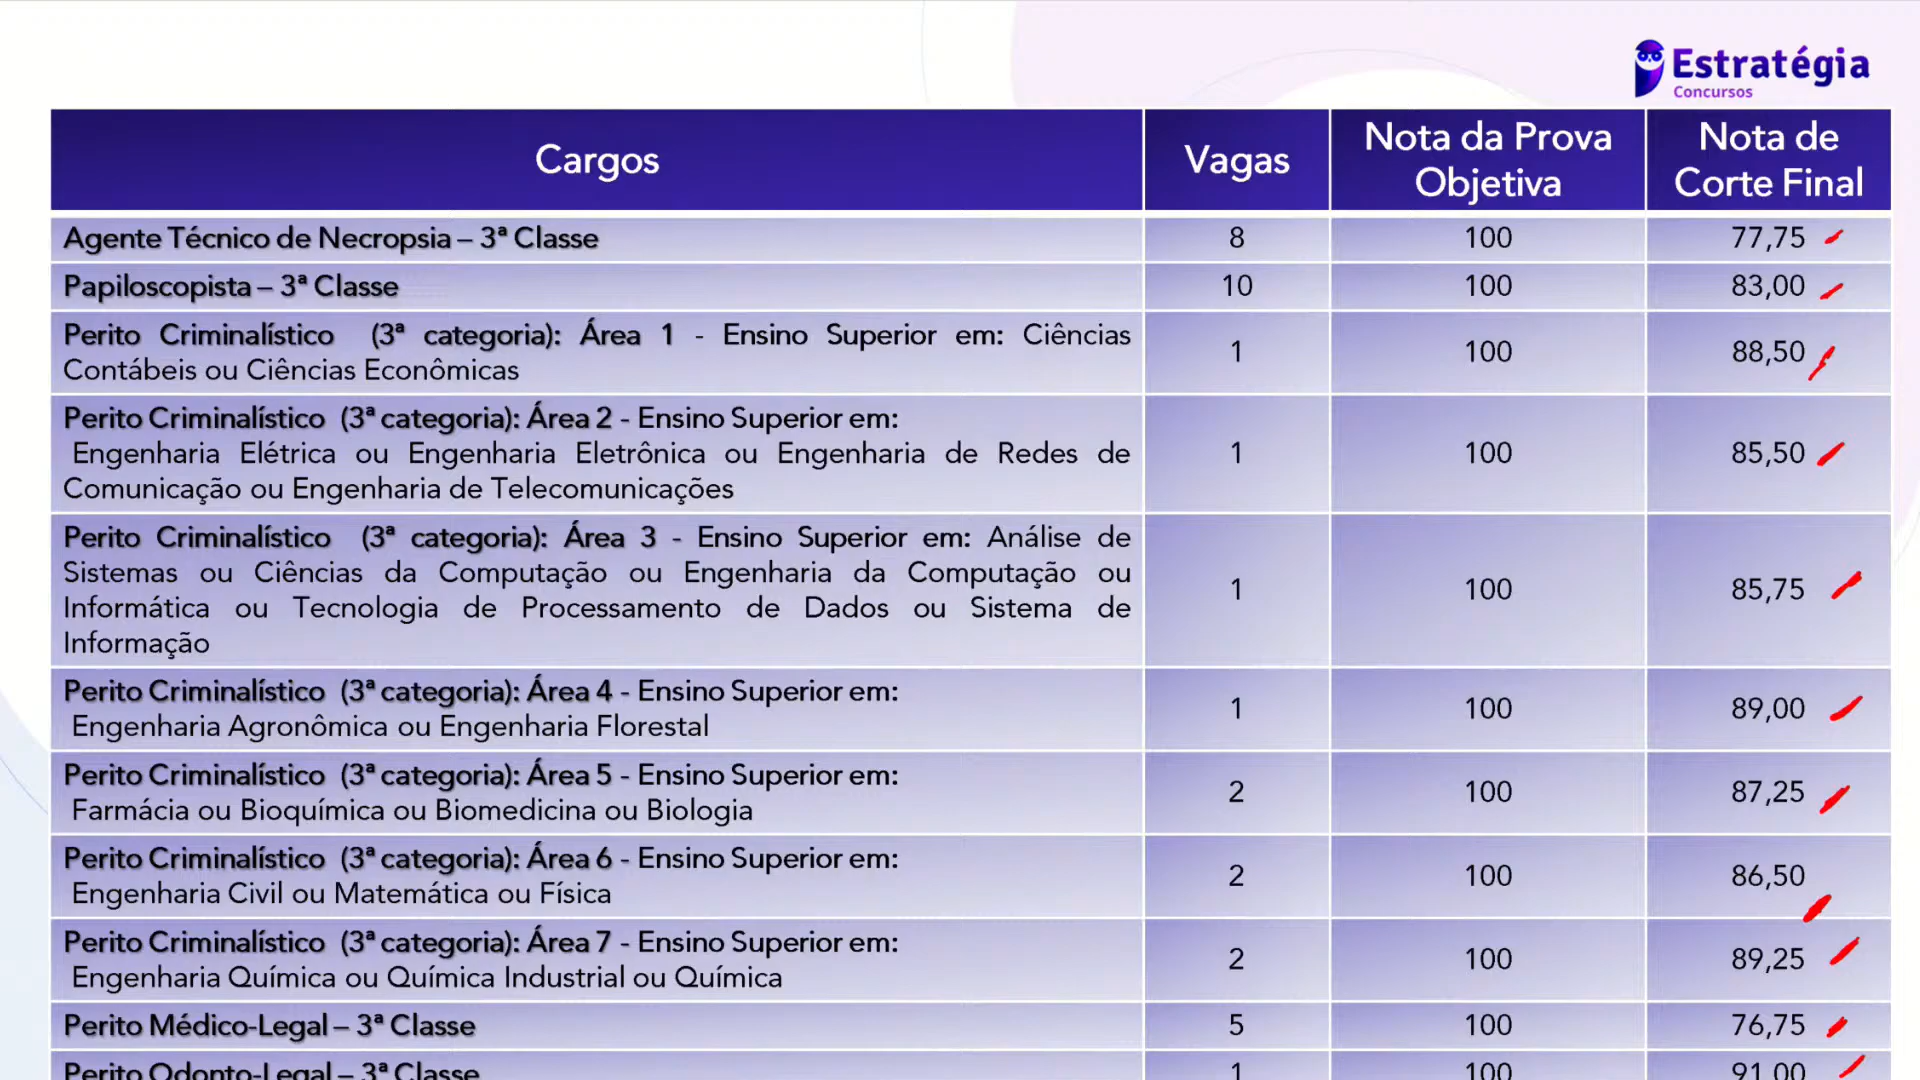 Estratégia
Concursos
Cargos
Vagas
Nota da Prova
Objetiva
Nota de
Corte Final
Agente Técnico de Necropsia – 3ª Classe 8 100 77,75
Papiloscopista – 3ª Classe 10 100 83,00
Perito Criminalístico (3ª categoria): Área 1 - Ensino Superior em: Ciências
Contábeis ou Ciências Econômicas
1 100 88,50
Perito Criminalístico (3ª categoria): Área 2 - Ensino Superior em:
Engenharia Elétrica ou Engenharia Eletrônica ou Engenharia de Redes de
Comunicação ou Engenharia de Telecomunicações
1 100 85,50
Perito Criminalístico (3ª categoria): Área 3 - Ensino Superior em: Análise de
Sistemas ou Ciências da Computação ou Engenharia da Computação ou
Informática ou Tecnologia de Processamento de Dados ou Sistema de
Informação
1 100 85,75
Perito Criminalístico (3ª categoria): Área 4 - Ensino Superior em:
Engenharia Agronômica ou Engenharia Florestal
1 100 89,00
Perito Criminalístico (3ª categoria): Área 5 - Ensino Superior em:
Farmácia ou Bioquímica ou Biomedicina ou Biologia
2 100 87,25
Perito Criminalístico (3ª categoria): Área 6 - Ensino Superior em:
Engenharia Civil ou Matemática ou Física
2 100 86,50
Perito Criminalístico (3ª categoria): Área 7 - Ensino Superior em:
Engenharia Química ou Química Industrial ou Química
2 100 89,25
Perito Médico-Legal – 3ª Classe 5 100 76,75
Perito Odonto-Legal – 3ª Classe 1 100 91,00